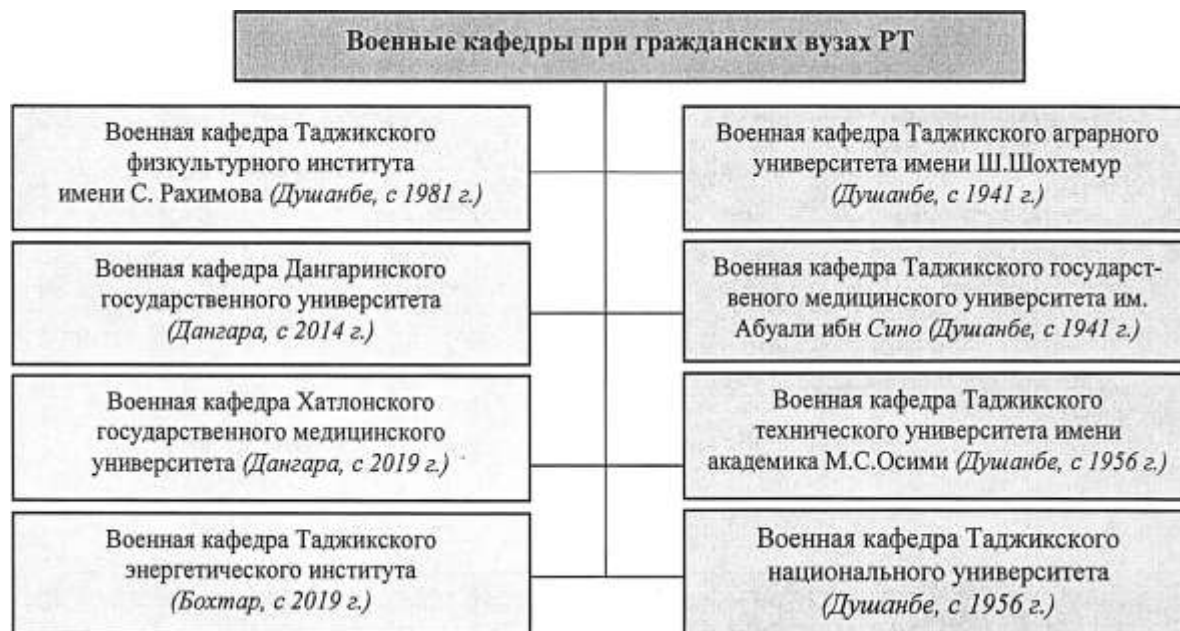 Военные кафедры при гражданских вузах РТ
Военная кафедра Таджикского
физкультурного института
имени С. Рахимова (Душанбе, с 1981 г.)
Военная кафедра Таджикского аграрного
университета имени Ш.Шохтемур
(Душанбе, с 1941 г.)
Военная кафедра Дангаринского
государственного университета
(Дангара, с 2014 г.)
Военная кафедра Таджикского государст-
веного медицинского университета им.
Абуали ибн Сино (Душанбе, с 1941 г.)
Военная кафедра Хатлонского
государственного медицинского
университета (Дангара, с 2019 г.)
Военная кафедра Таджикского
технического университета имени
академика М.С.Осими (Душанбе, с 1956 г.)
Военная кафедра Таджикского
энергетического института
(Бохтар, с 2019 г.)
Военная кафедра Таджикского
национального университета
(Душанбе, с 1956 г.)